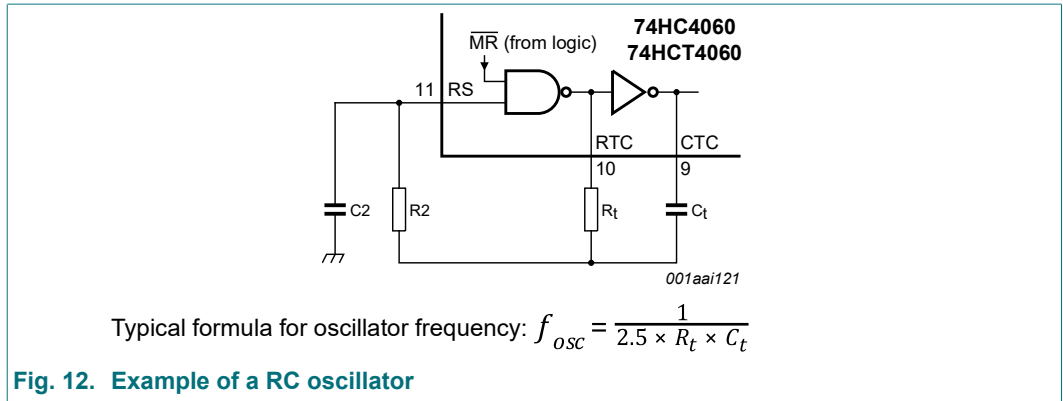 74HC4060
74HCT4060
MR (from logic)
11 RS
RTC CTC
10 9
C2 R2 Rt Ct
001aai121
Typical formula for oscillator frequency: fosc = 1 / 2.5 × Rt × Ct
Fig. 12. Example of a RC oscillator